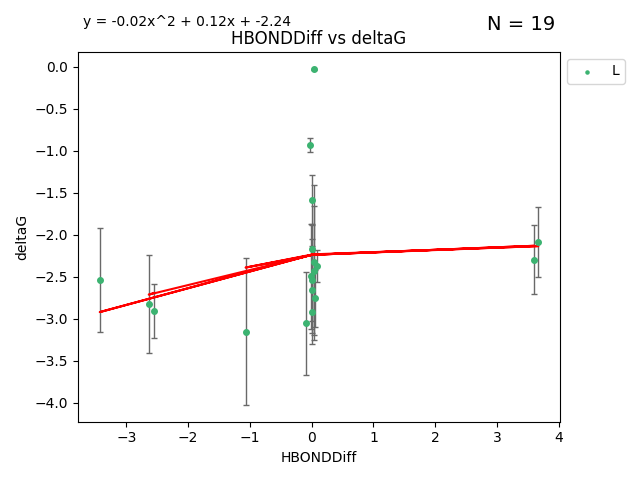 y = -0.02x^2 + 0.12x + -2.24
N = 19
HBONDDiff vs deltaG
L
0.0
−0.5
−1.0
−1.5
−2.0
−2.5
−3.0
−3.5
−4.0
deltaG
−3 −2 −1 0 1 2 3 4
HBONDDiff